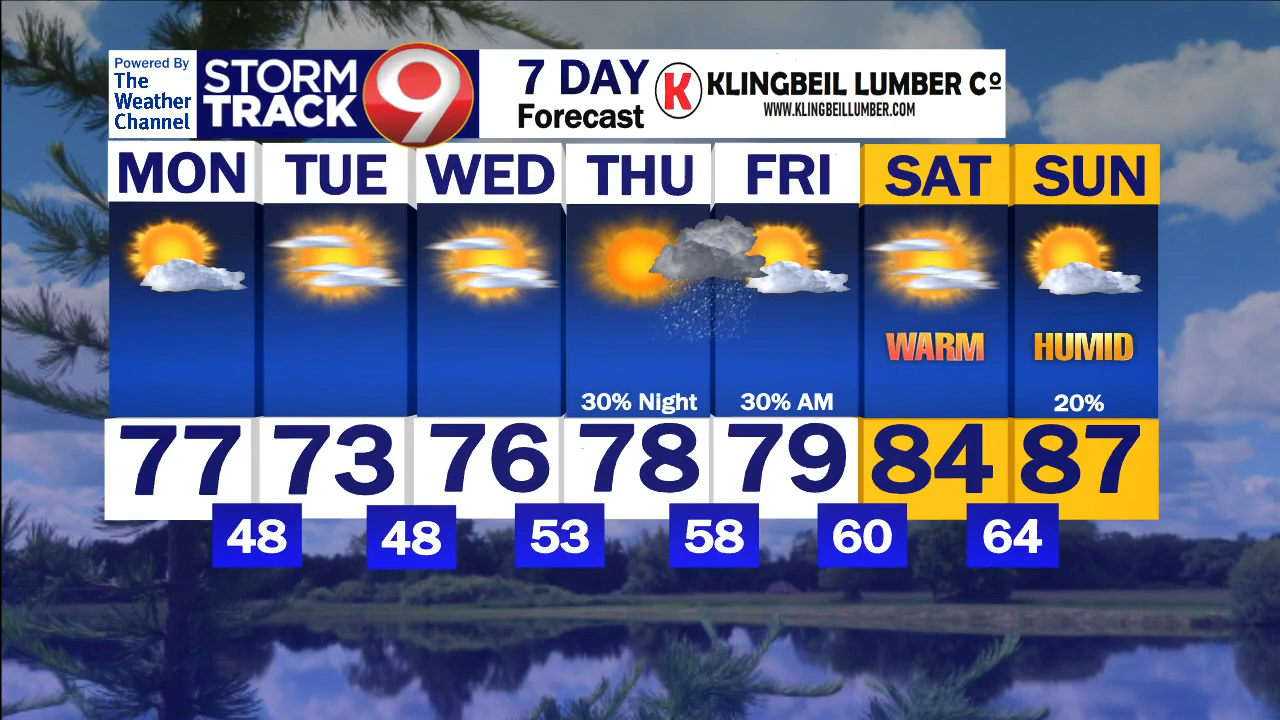 Powered By
The
Weather
Channel
STORM
TRACK
9
7 DAY
Forecast
K
KLINGBEIL LUMBER Cº
WWW.KLINGBEILLUMBER.COM
MON TUE WED THU FRI SAT SUN
WARM HUMID
30% Night 30% AM 20%
77 73 76 78 79 84 87
48 48 53 58 60 64